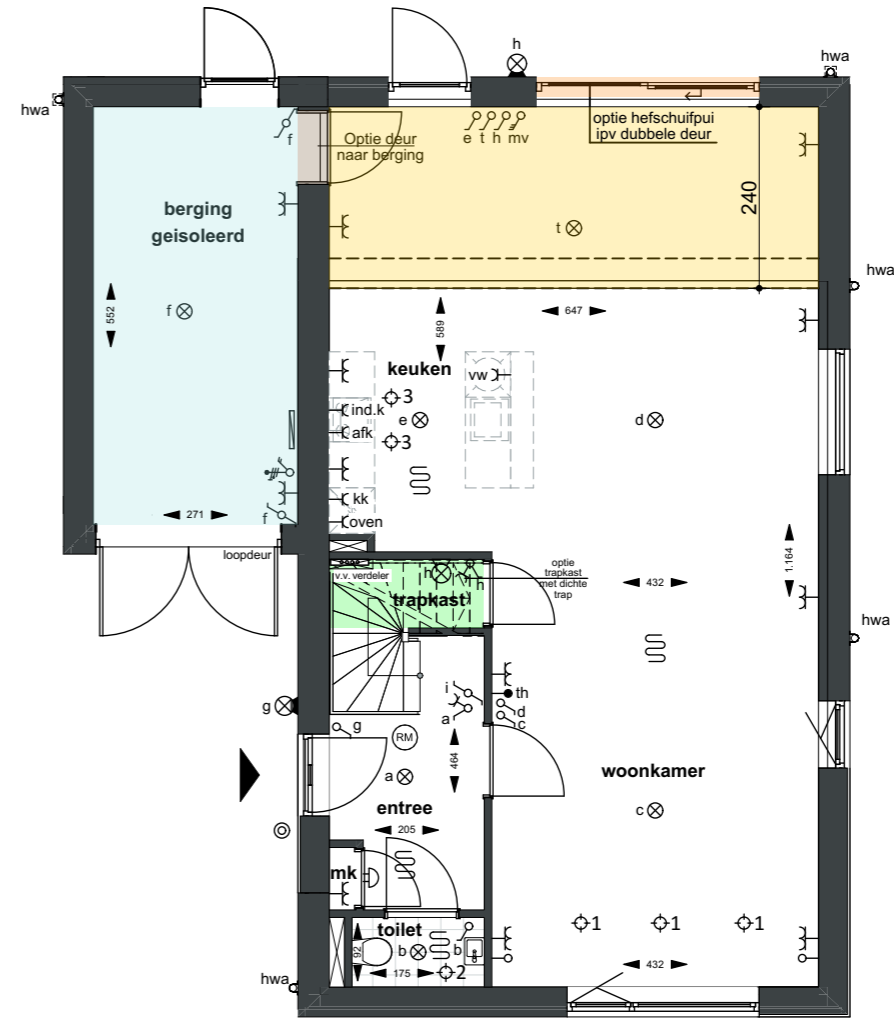 h
hwa
hwa
optie hefschuifpui
ipv dubbele deur
e t h mv
f
Optie deur
naar berging
240
berging
geisoleerd
t
hwa
f
552
589
647
keuken
vw
3
ind.k
e
d
afk
3
kk
oven
271
f
loopdeur
1.164
v.v. verdeler
h
h
optie
trapkast
met dichte
trap
trapkast
432
hwa
i
th
g
a
d
c
g
RM
464
a
woonkamer
entree
c
205
mk
1
1
1
toilet
92
b
b
175
2
432
hwa